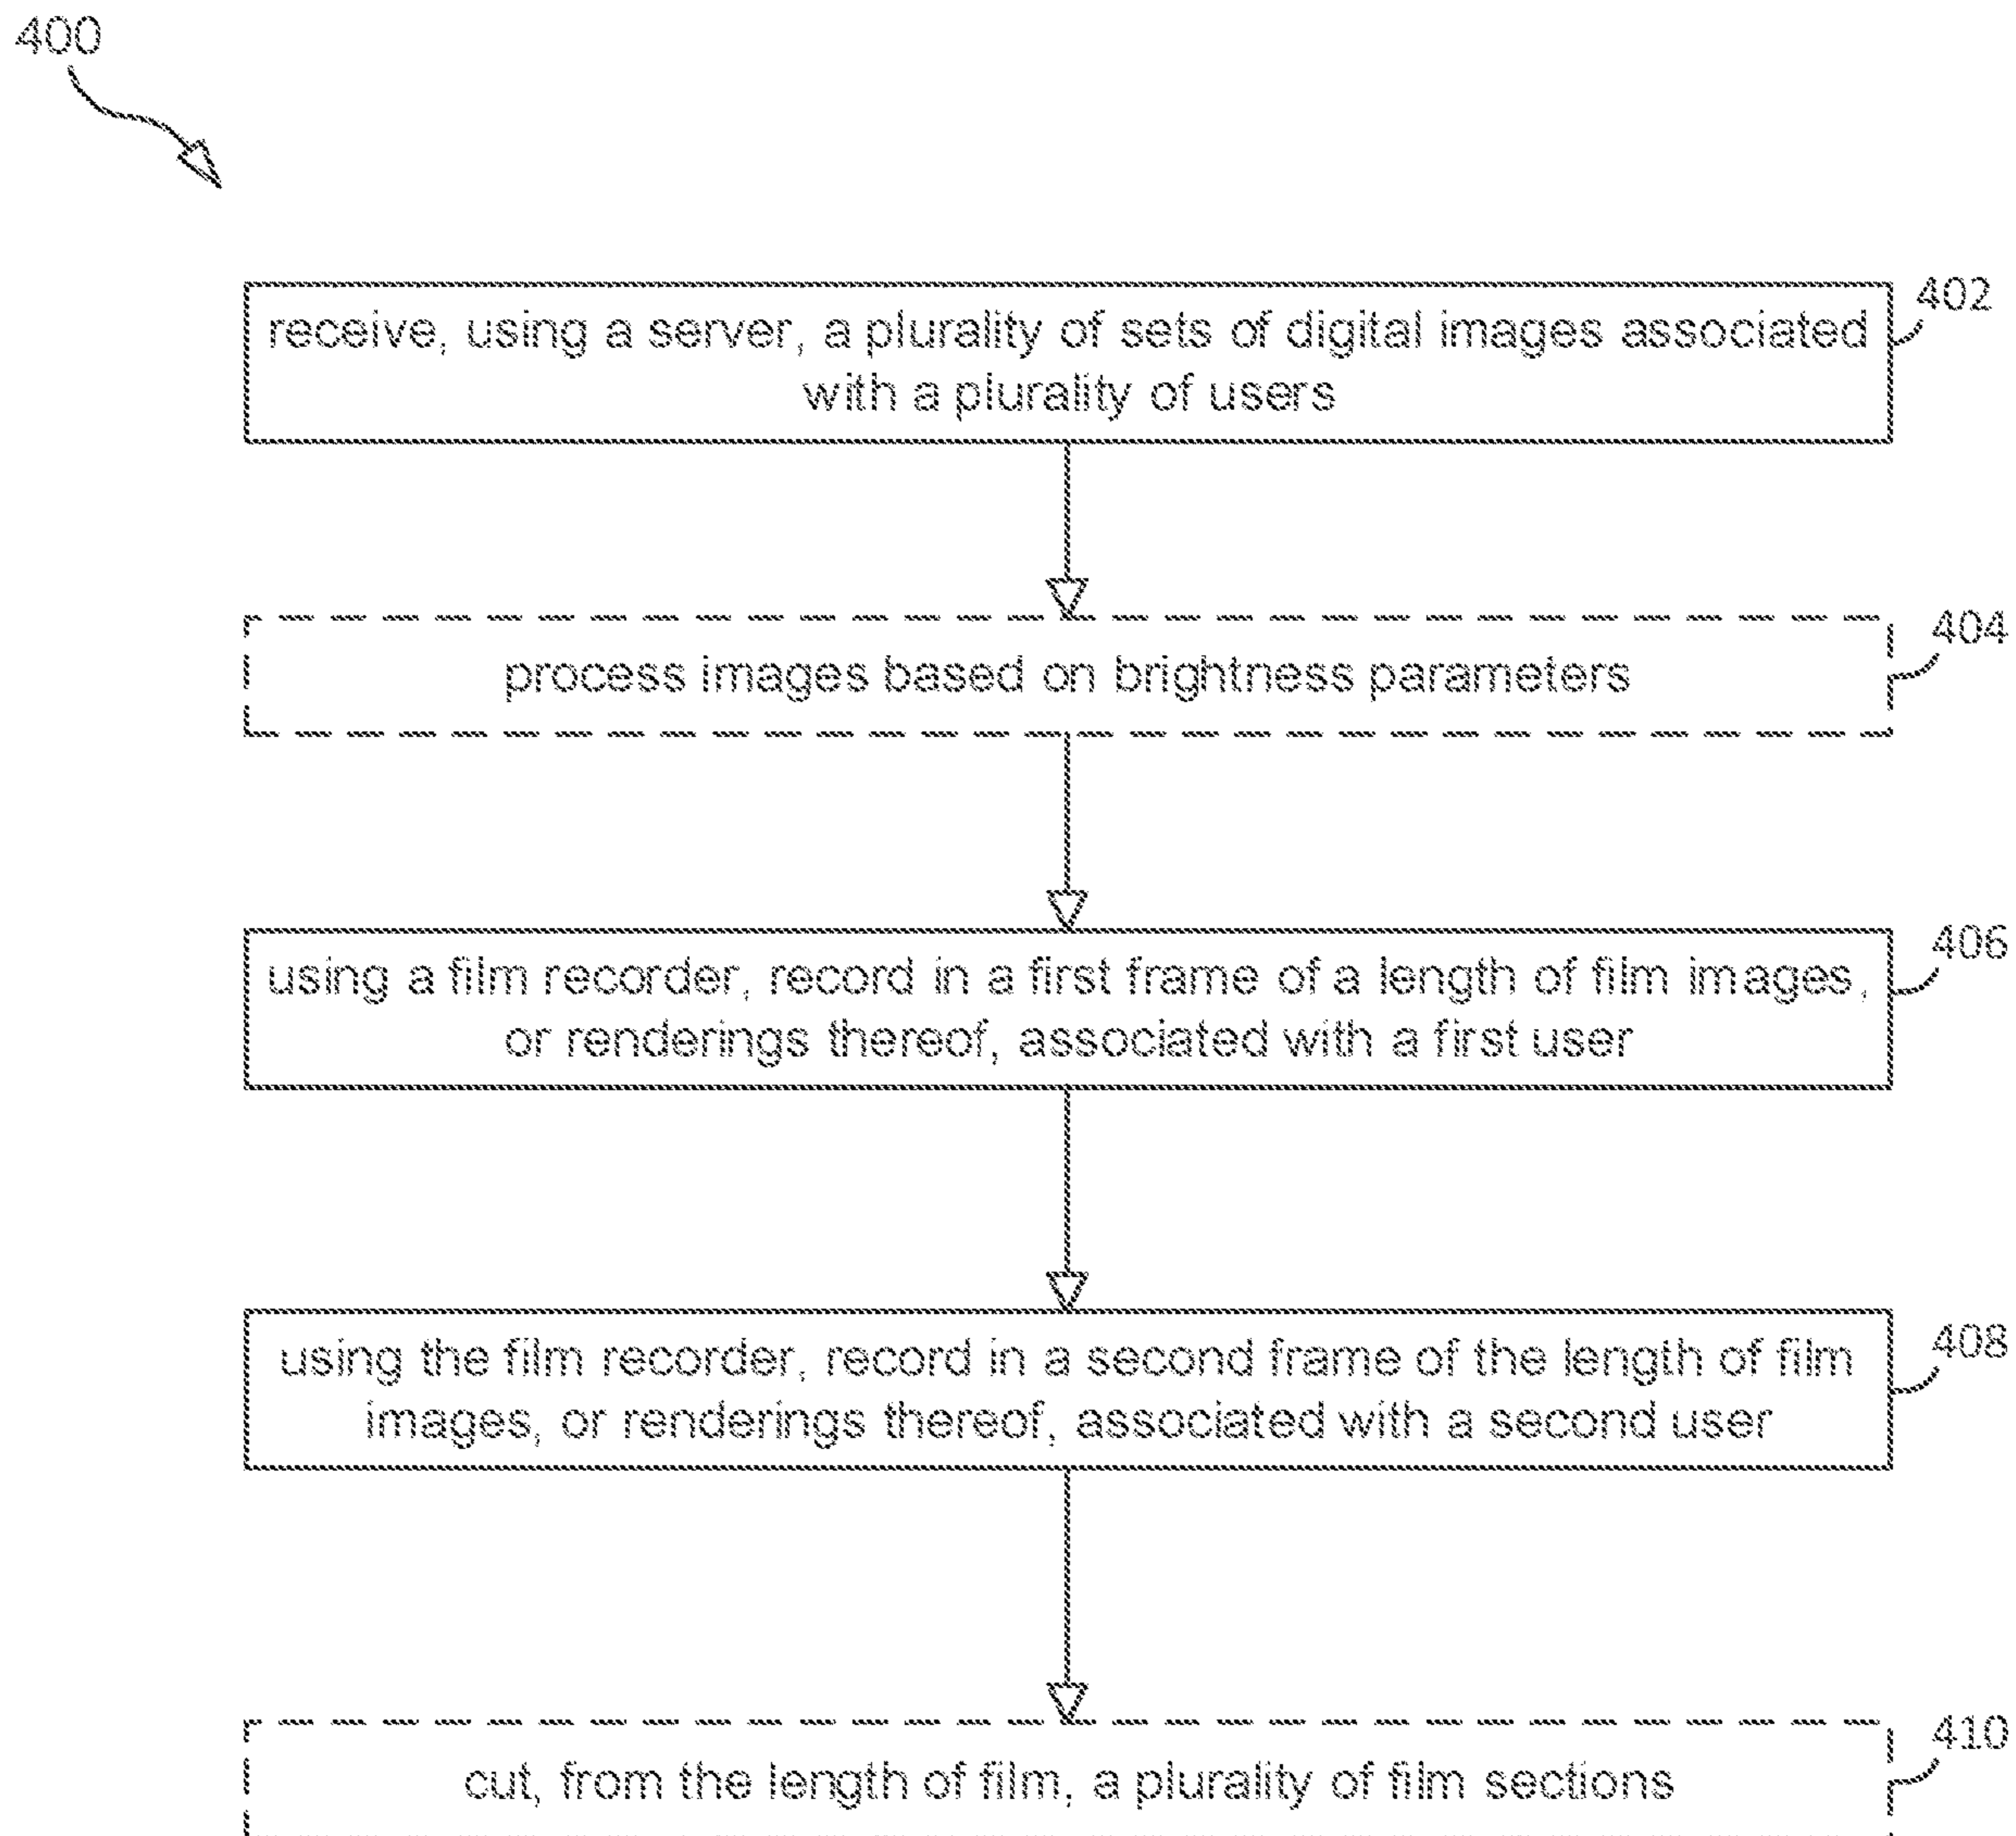 400
402
receive, using a server, a plurality of sets of digital images associated
with a plurality of users
404
process images based on brightness parameters
406
using a film recorder, record in a first frame of a length of film images,
or renderings thereof, associated with a first user
408
using the film recorder, record in a second frame of the length of film
images, or renderings thereof, associated with a second user
410
cut, from the length of film, a plurality of film sections